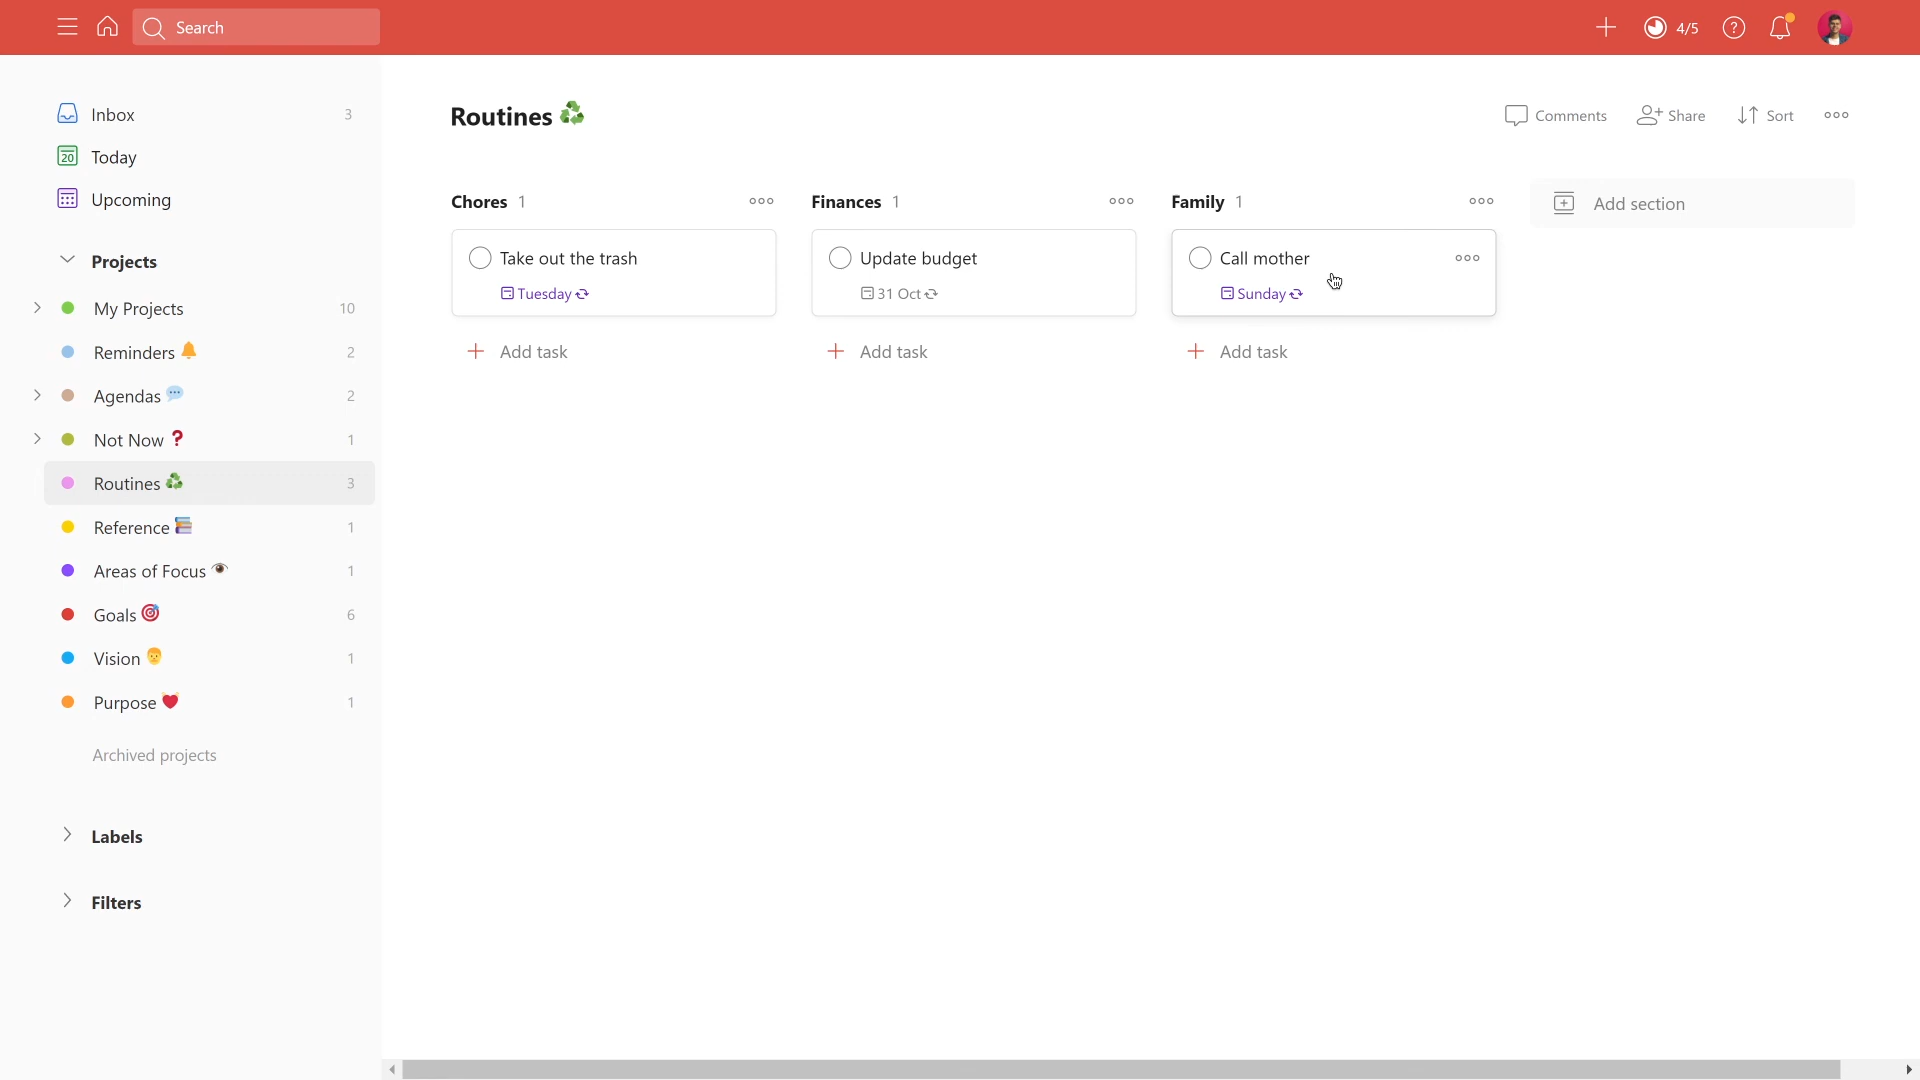 Search
4/5
Inbox 3
20 Today
Upcoming
Projects
My Projects 10
Reminders 2
Agendas 2
Not Now ❓ 1
Routines ♻ 3
Reference 📚 1
Areas of Focus 👁 1
Goals 🎯 6
Vision 1
Purpose 1
Archived projects
Labels
Filters
Routines ♻
Comments Share Sort
Chores 1
Take out the trash
Tuesday
Add task
Finances 1
Update budget
31 Oct
Add task
Family 1
Call mother
Sunday
Add task
Add section